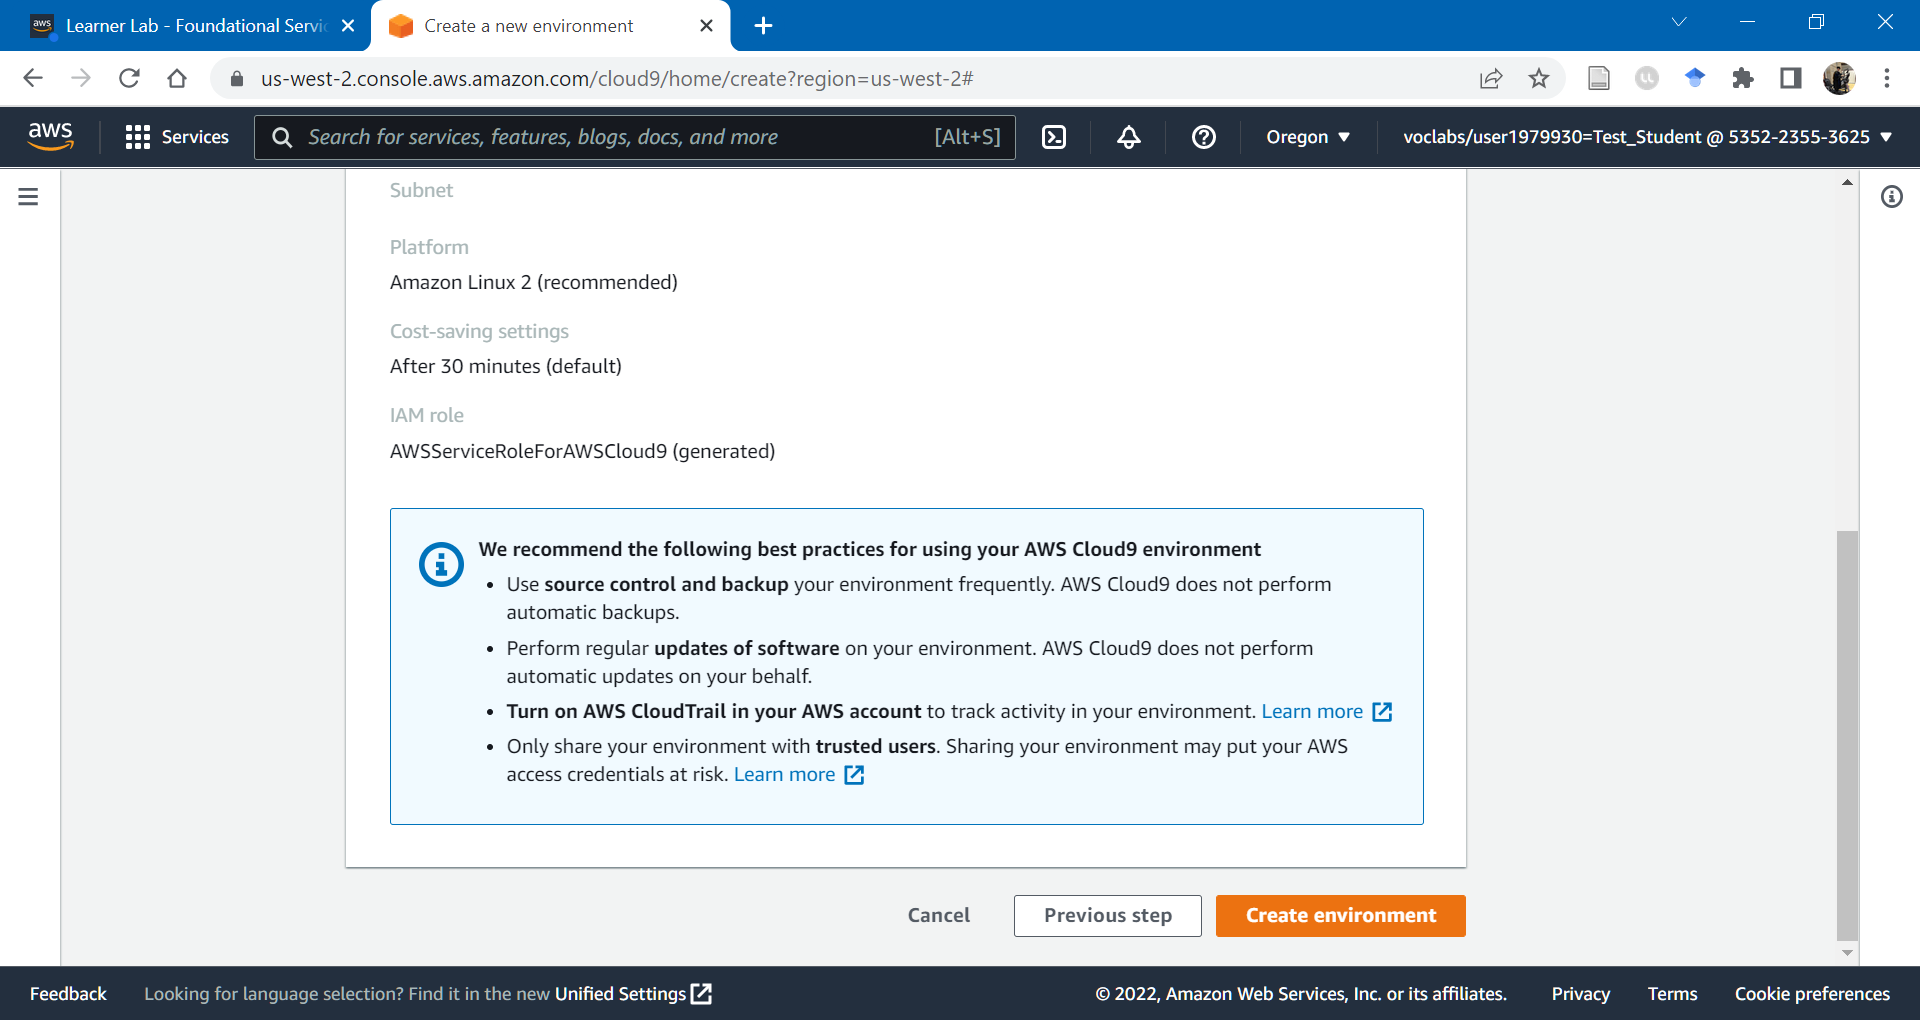 aws Learner Lab - Foundational Servi
Create a new environment
us-west-2.console.aws.amazon.com/cloud9/home/create?region=us-west-2#
aws Services Search for services, features, blogs, docs, and more [Alt+S] Oregon voclabs/user1979930=Test_Student @ 5352-2355-3625
Subnet
Platform
Amazon Linux 2 (recommended)
Cost-saving settings
After 30 minutes (default)
IAM role
AWSServiceRoleForAWSCloud9 (generated)
We recommend the following best practices for using your AWS Cloud9 environment
• Use source control and backup your environment frequently. AWS Cloud9 does not perform
automatic backups.
• Perform regular updates of software on your environment. AWS Cloud9 does not perform
automatic updates on your behalf.
• Turn on AWS CloudTrail in your AWS account to track activity in your environment. Learn more
• Only share your environment with trusted users. Sharing your environment may put your AWS
access credentials at risk. Learn more
Cancel Previous step Create environment
Feedback Looking for language selection? Find it in the new Unified Settings © 2022, Amazon Web Services, Inc. or its affiliates. Privacy Terms Cookie preferences